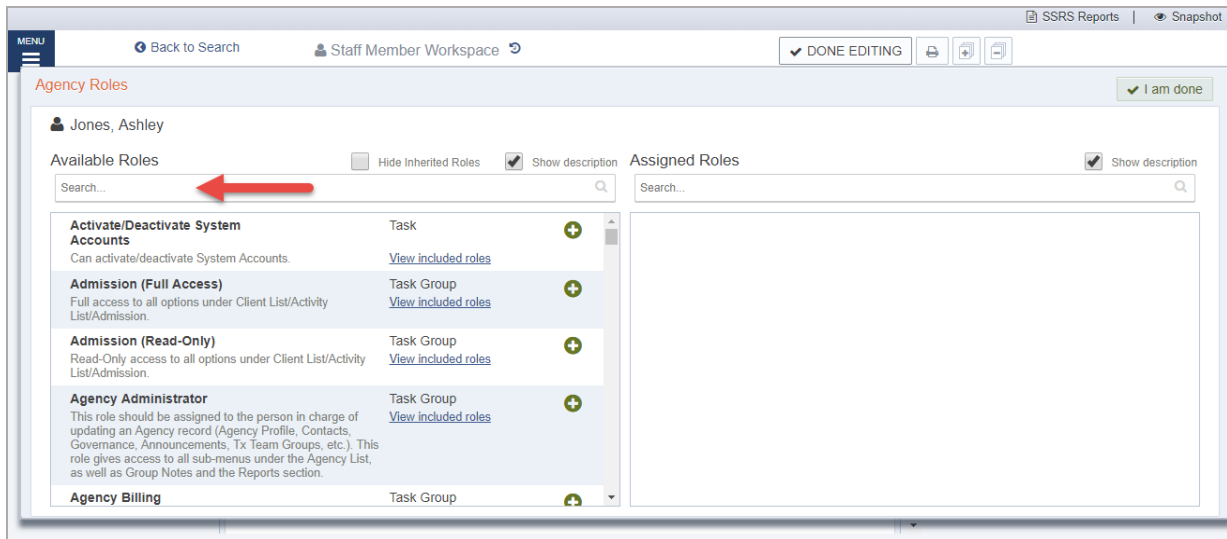 SSRS Reports | Snapshot
MENU
Back to Search
Staff Member Workspace
DONE EDITING
Agency Roles
I am done
Jones, Ashley
Available Roles
Hide Inherited Roles
Show description
Assigned Roles
Show description
Search...
Search...
Activate/Deactivate System
Accounts
Task
Can activate/deactivate System Accounts.
View included roles
Admission (Full Access)
Task Group
Full access to all options under Client List/Activity
List/Admission.
View included roles
Admission (Read-Only)
Task Group
Read-Only access to all options under Client List/Activity
List/Admission.
View included roles
Agency Administrator
Task Group
This role should be assigned to the person in charge of
updating an Agency record (Agency Profile, Contacts,
Governance, Announcements, Tx Team Groups, etc.). This
role gives access to all sub-menus under the Agency List,
as well as Group Notes and the Reports section.
View included roles
Agency Billing
Task Group